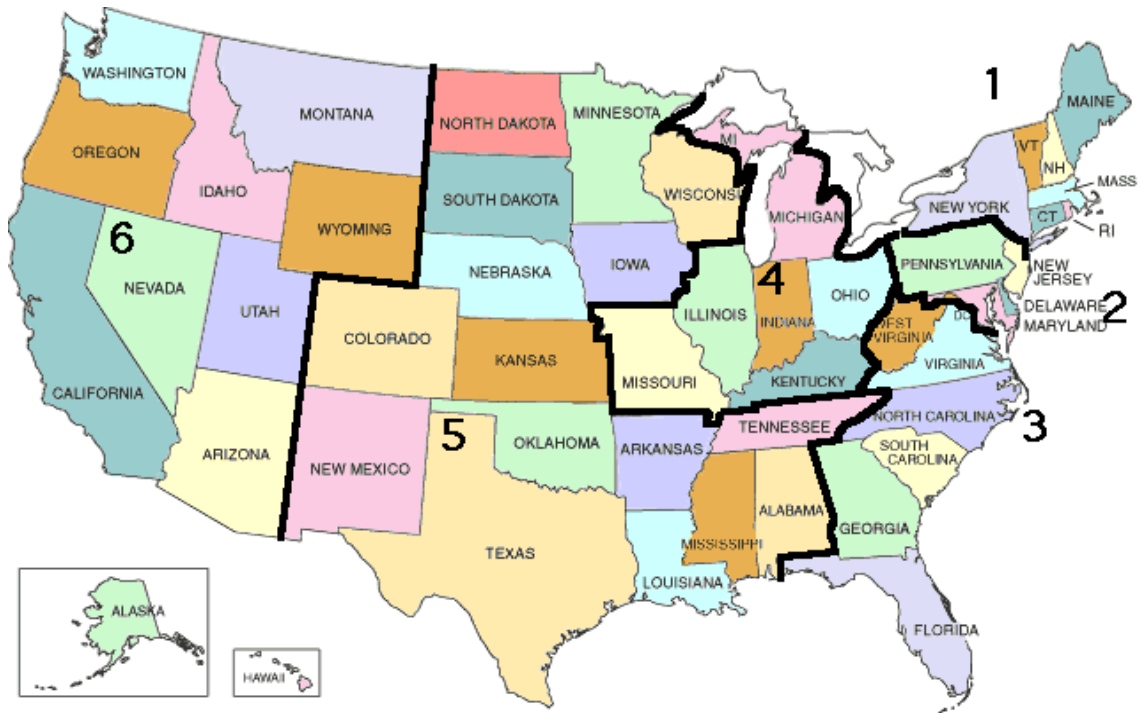 WASHINGTON
MONTANA
NORTH DAKOTA
MINNESOTA
1
MAINE
OREGON
IDAHO
MI
VT
NH
MASS
WISCONSI
MICHIGAN
NEW YORK
CT
RI
SOUTH DAKOTA
WYOMING
6
PENNSYLVANIA
NEW
JERSEY
NEVADA
UTAH
NEBRASKA
IOWA
4
OHIO
ILLINOIS
INDIANA
DELAWARE
2
MARYLAND
DC
WEST
VIRGINIA
VIRGINIA
COLORADO
KANSAS
MISSOURI
KENTUCKY
CALIFORNIA
NORTH CAROLINA
3
TENNESSEE
5
OKLAHOMA
ARKANSAS
SOUTH
CAROLINA
ARIZONA
NEW MEXICO
ALABAMA
GEORGIA
TEXAS
MISSISSIPPI
LOUISIANA
ALASKA
FLORIDA
HAWAII